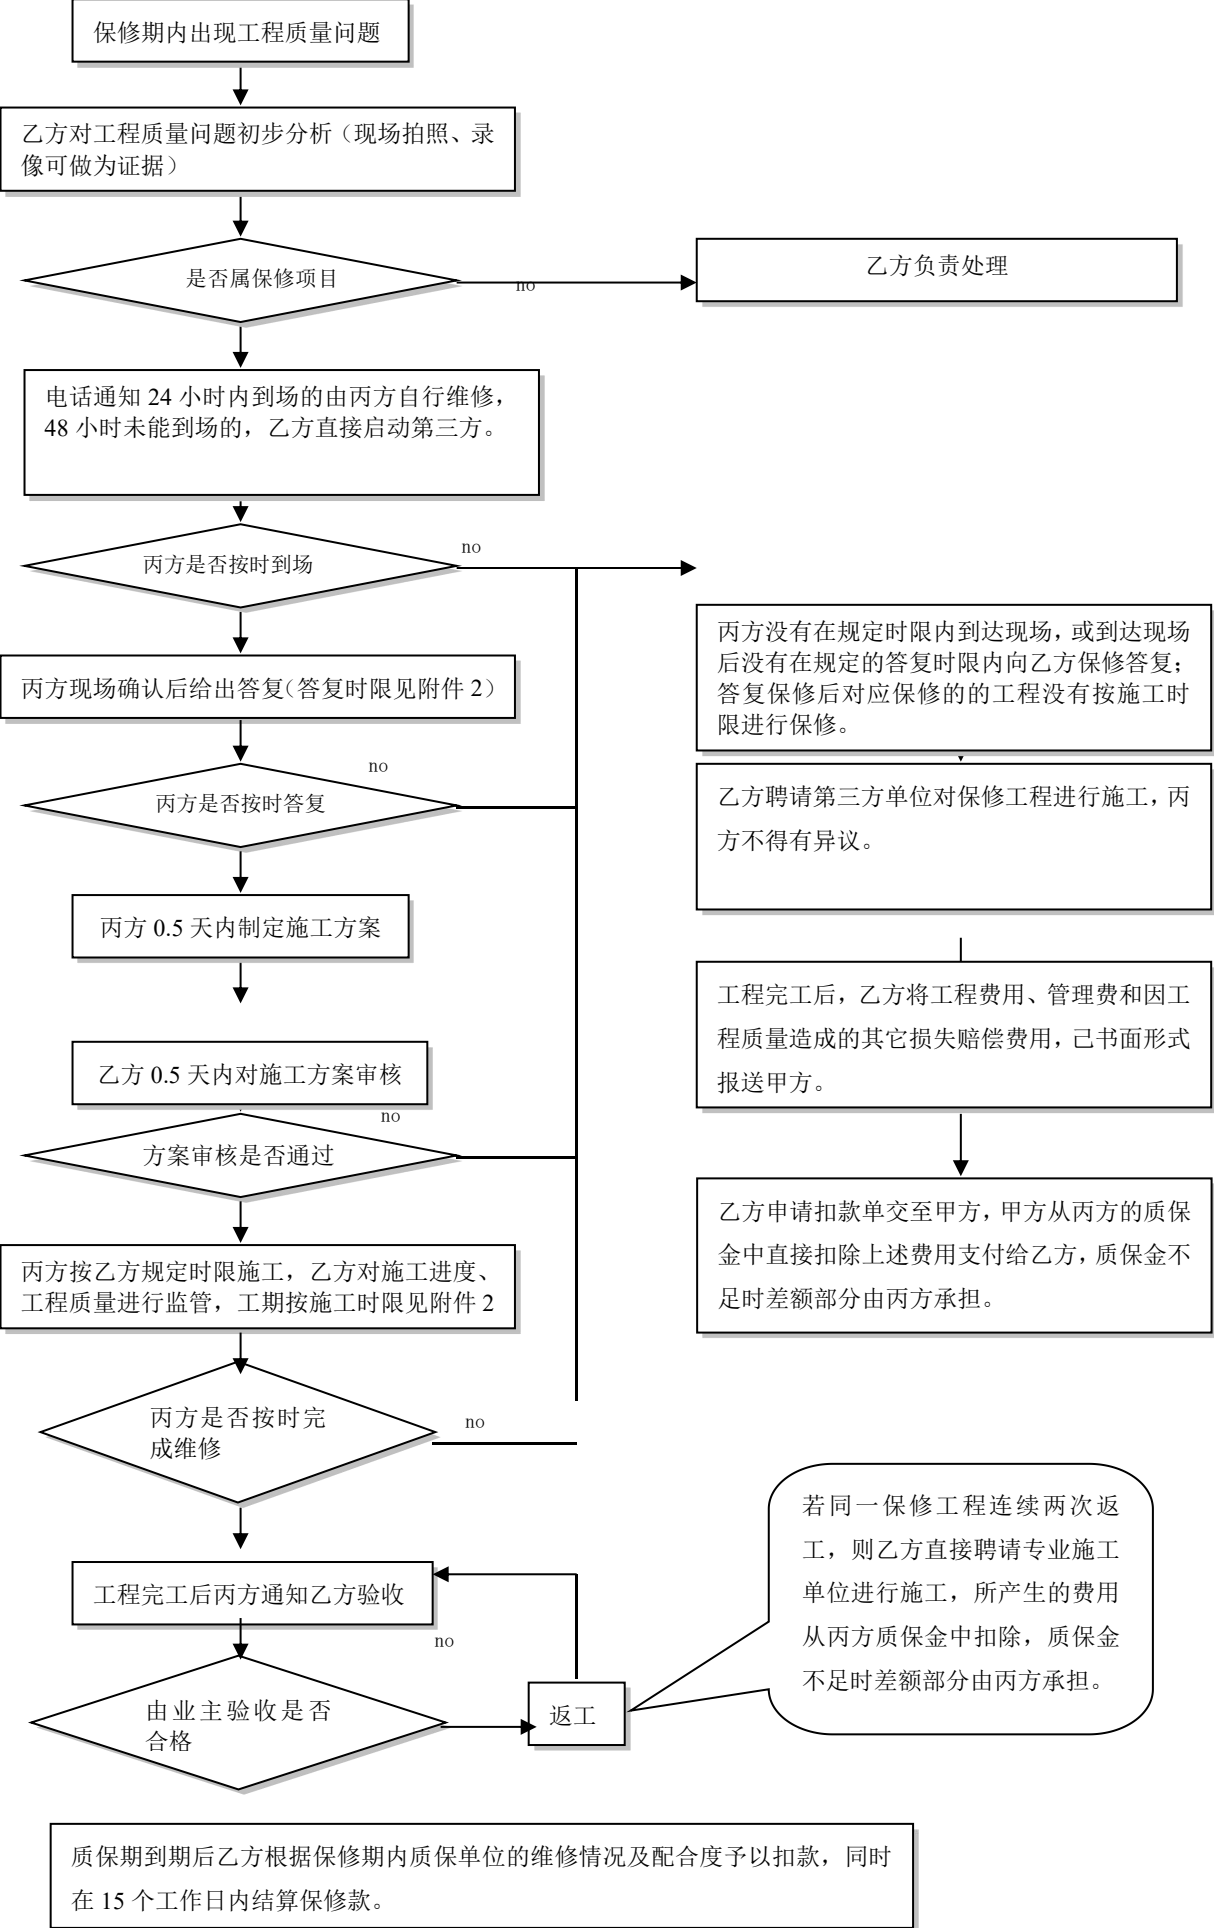 保修期内出现工程质量问题
乙方对工程质量问题初步分析（现场拍照、录
像可做为证据）
是否属保修项目
no
乙方负责处理
电话通知 24 小时内到场的由丙方自行维修，
48 小时未能到场的，乙方直接启动第三方。
丙方是否按时到场
no
丙方没有在规定时限内到达现场，或到达现场
后没有在规定的答复时限内向乙方保修答复；
答复保修后对应保修的的工程没有按施工时
限进行保修。
丙方现场确认后给出答复（答复时限见附件 2）
no
丙方是否按时答复
乙方聘请第三方单位对保修工程进行施工，丙
方不得有异议。
丙方 0.5 天内制定施工方案
工程完工后，乙方将工程费用、管理费和因工
程质量造成的其它损失赔偿费用，己书面形式
报送甲方。
乙方 0.5 天内对施工方案审核
no
方案审核是否通过
乙方申请扣款单交至甲方，甲方从丙方的质保
金中直接扣除上述费用支付给乙方，质保金不
足时差额部分由丙方承担。
丙方按乙方规定时限施工，乙方对施工进度、
工程质量进行监管，工期按施工时限见附件 2
丙方是否按时完
成维修
no
若同一保修工程连续两次返
工，则乙方直接聘请专业施工
单位进行施工，所产生的费用
从丙方质保金中扣除，质保金
不足时差额部分由丙方承担。
工程完工后丙方通知乙方验收
no
由业主验收是否
合格
返工
质保期到期后乙方根据保修期内质保单位的维修情况及配合度予以扣款，同时
在 15 个工作日内结算保修款。